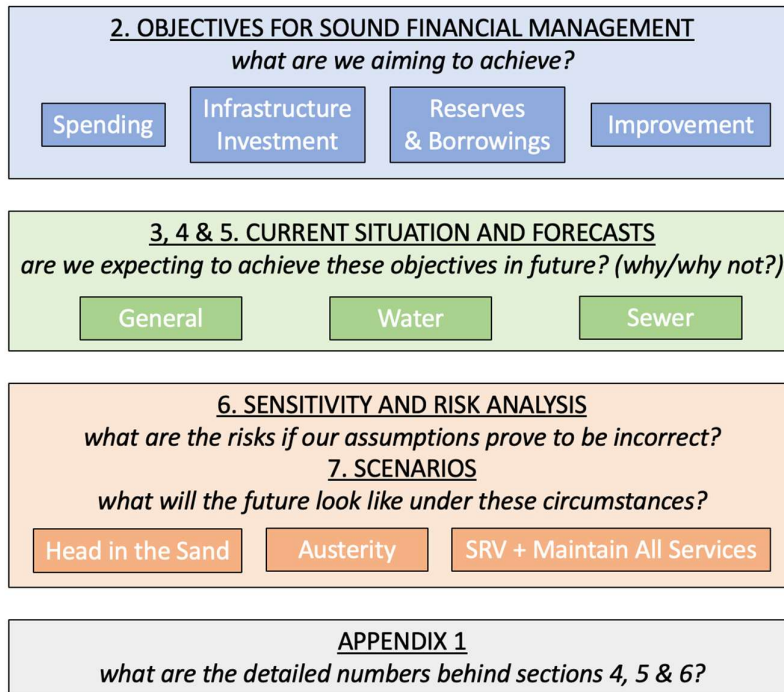 2. OBJECTIVES FOR SOUND FINANCIAL MANAGEMENT
what are we aiming to achieve?
Spending
Infrastructure
Investment
Reserves
& Borrowings
Improvement
3, 4 & 5. CURRENT SITUATION AND FORECASTS
are we expecting to achieve these objectives in future? (why/why not?)
General
Water
Sewer
6. SENSITIVITY AND RISK ANALYSIS
what are the risks if our assumptions prove to be incorrect?
7. SCENARIOS
what will the future look like under these circumstances?
Head in the Sand
Austerity
SRV + Maintain All Services
APPENDIX 1
what are the detailed numbers behind sections 4, 5 & 6?